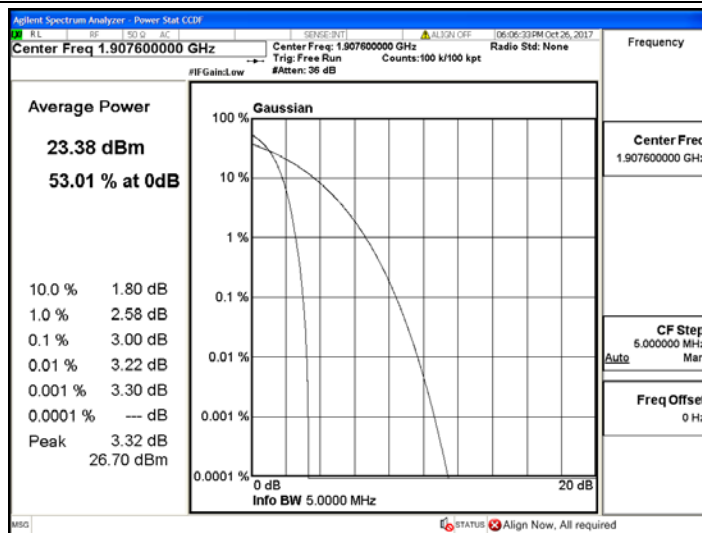 Agilent Spectrum Analyzer - Power Stat CCDF
RL RF 50 Ω AC SENSE:INT ALIGN OFF 06:06:33 PM Oct 26, 2017
Center Freq 1.907600000 GHz
Center Freq: 1.907600000 GHz Radio Std: None
Trig: Free Run Counts:100 k/100 kpt
#IFGain:Low #Atten: 36 dB
Average Power
23.38 dBm
53.01 % at 0dB
10.0 % 1.80 dB
1.0 % 2.58 dB
0.1 % 3.00 dB
0.01 % 3.22 dB
0.001 % 3.30 dB
0.0001 % --- dB
Peak 3.32 dB
26.70 dBm
Gaussian
100 %
10 %
1 %
0.1 %
0.01 %
0.001 %
0.0001 %
0 dB 20 dB
Info BW 5.0000 MHz
Frequency
Center Freq
1.907600000 GHz
CF Step
5.000000 MHz
Auto Man
Freq Offset
0 Hz
MSG STATUS Align Now, All required